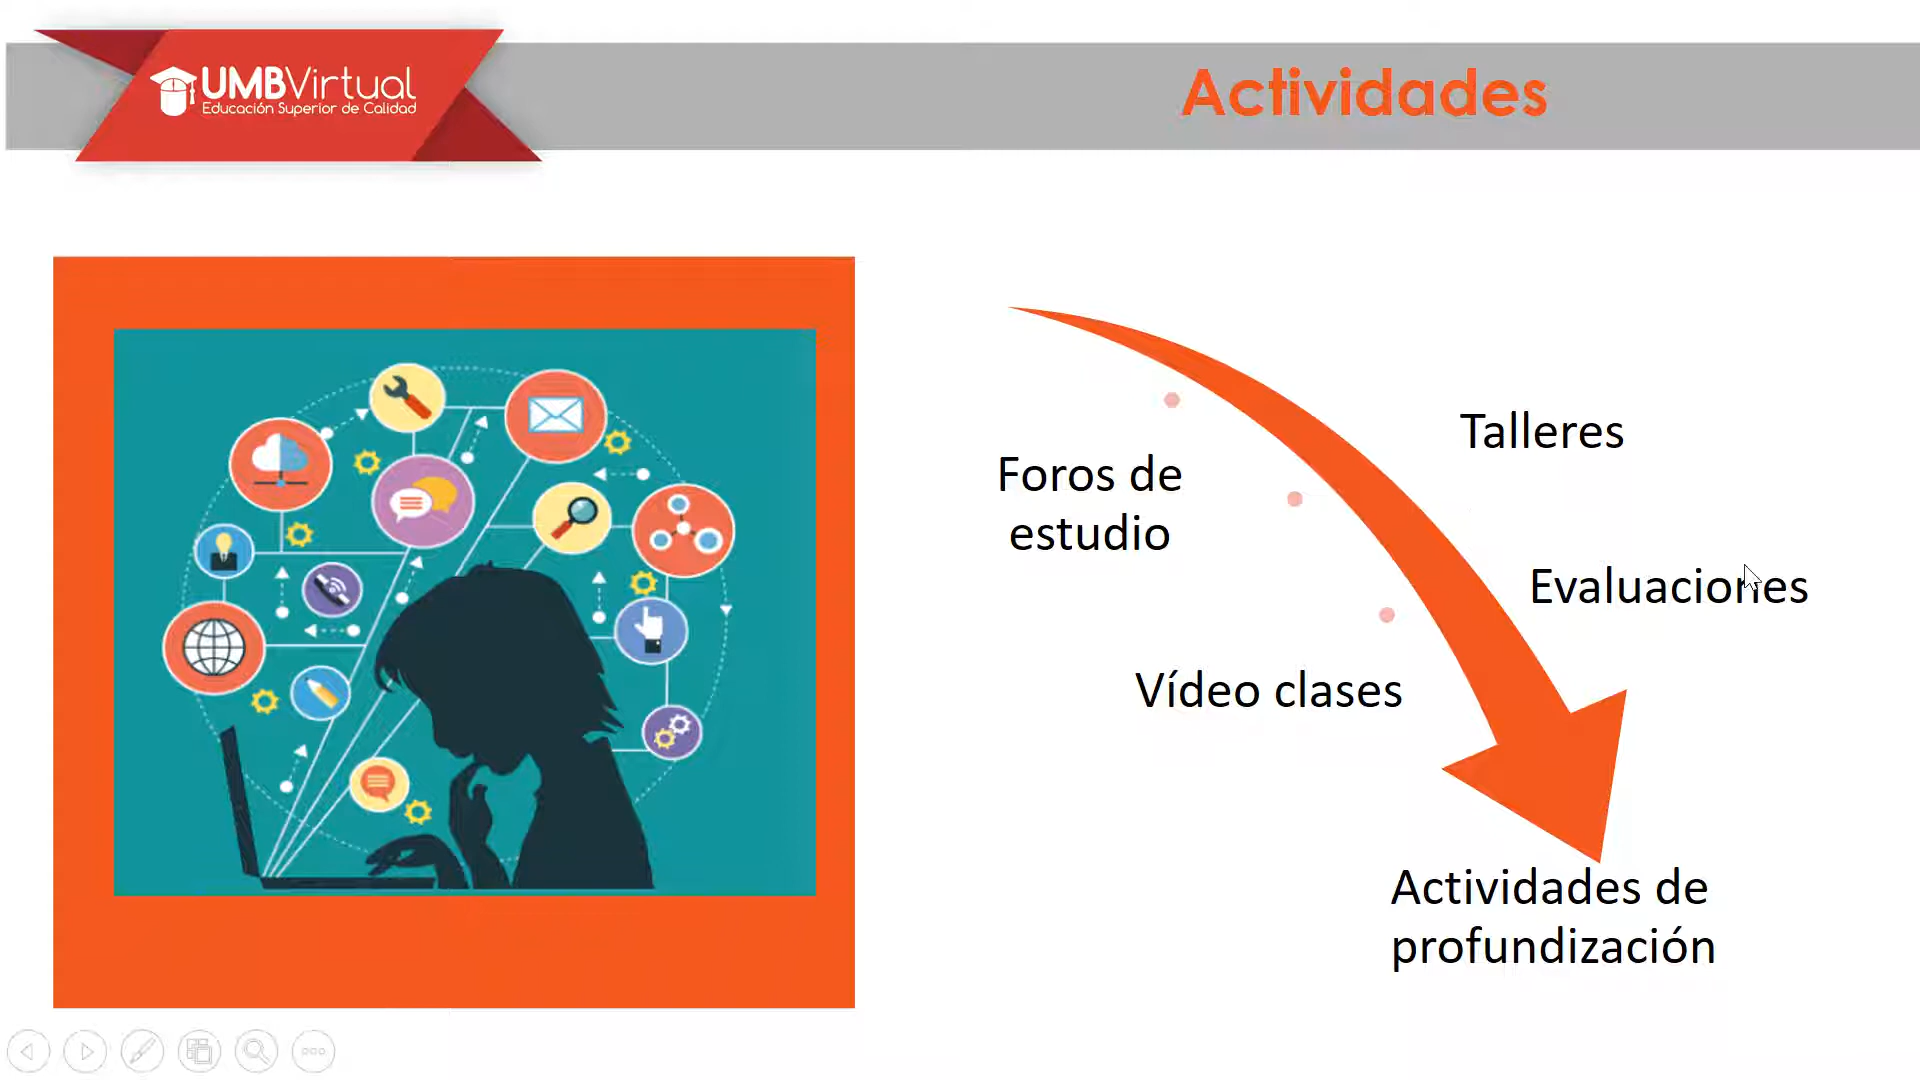 UMBVirtual
Educación Superior de Calidad
Actividades
Talleres
Foros de
estudio
Evaluaciones
Vídeo clases
Actividades de
profundización